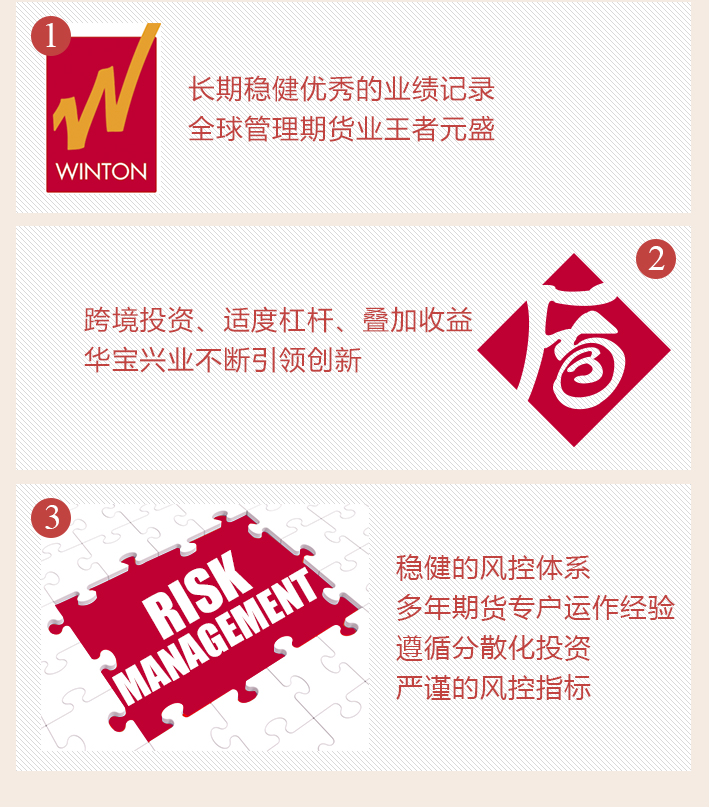 1
WINTON
长期稳健优秀的业绩记录
全球管理期货业王者元盛
2
跨境投资、适度杠杆、叠加收益
华宝兴业不断引领创新
3
RISK
MANAGEMENT
稳健的风控体系
多年期货专户运作经验
遵循分散化投资
严谨的风控指标